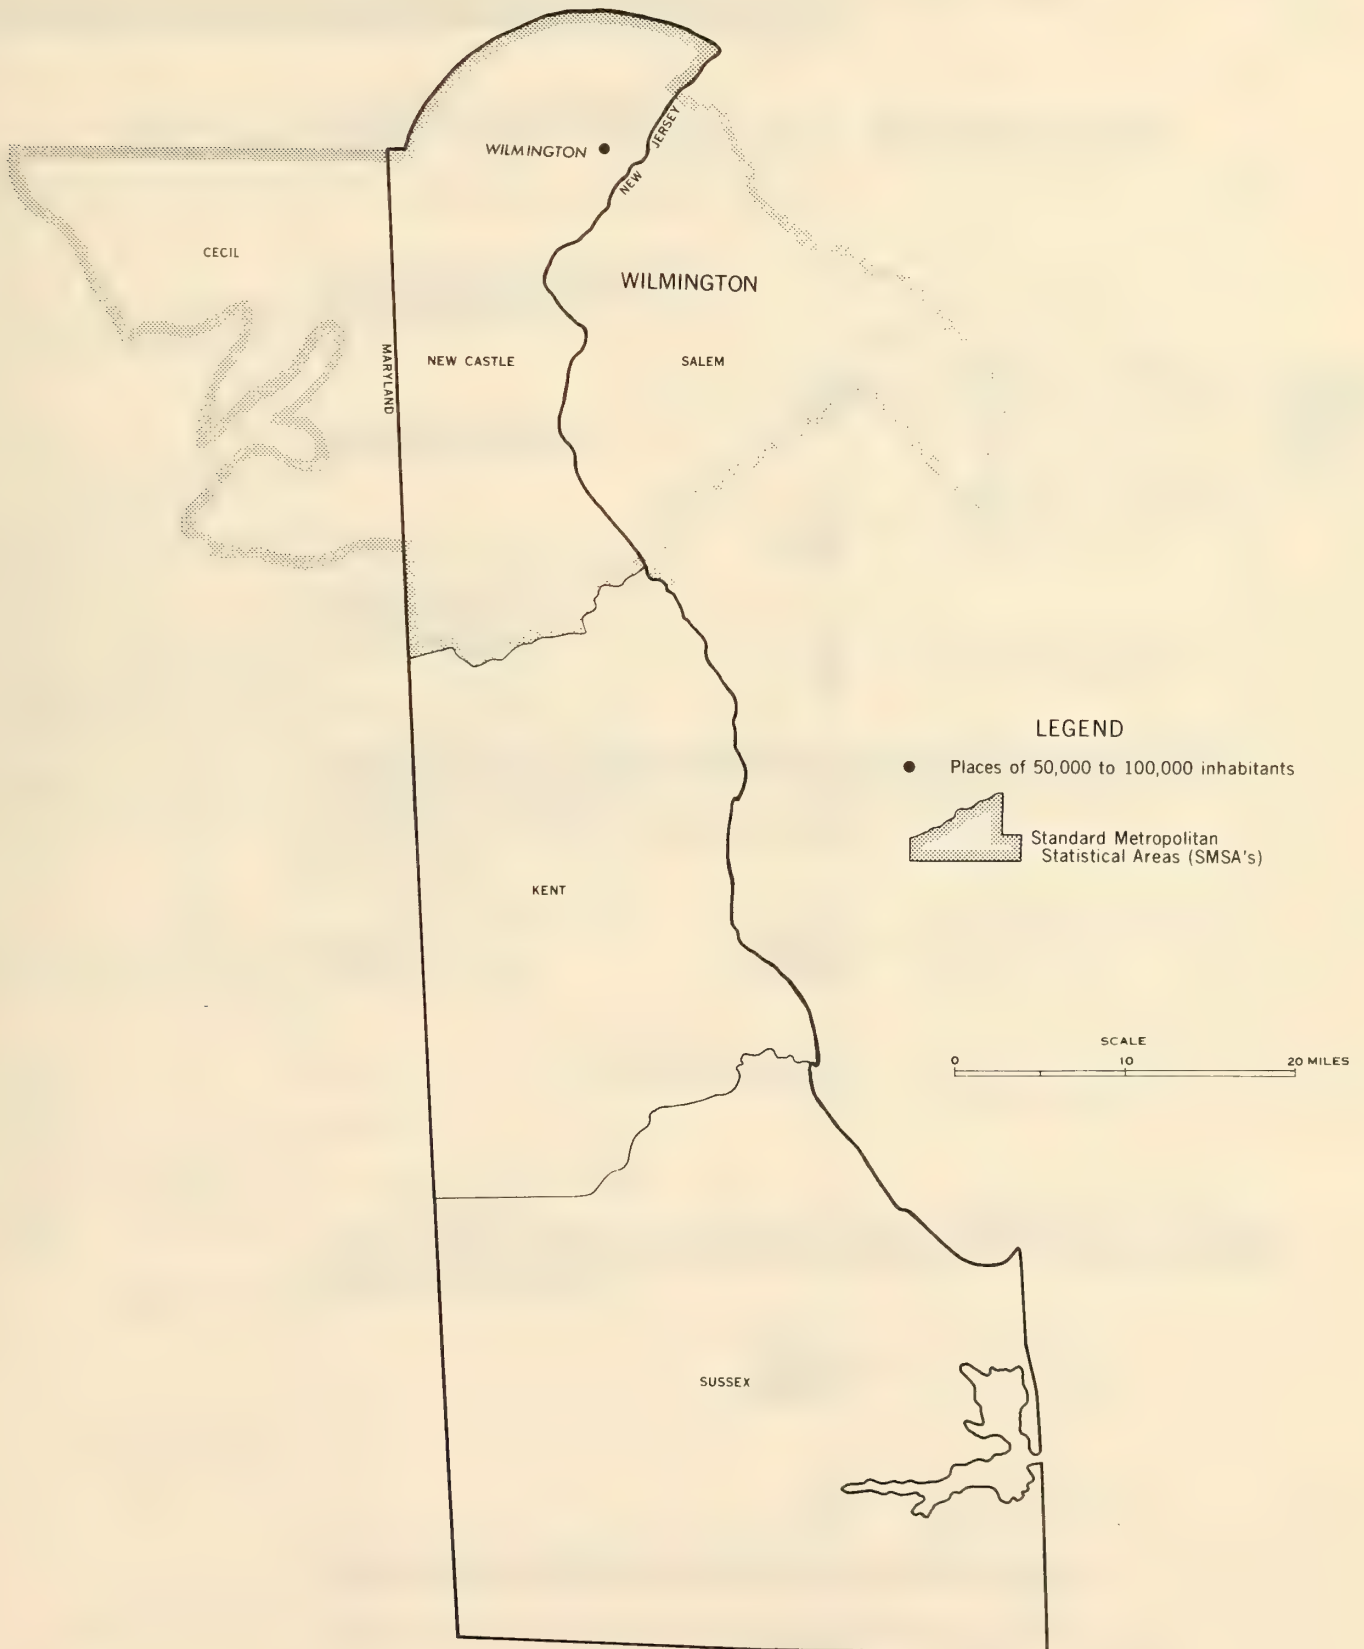 WILMINGTON
NEW JERSEY
CECIL
WILMINGTON
MARYLAND
NEW CASTLE
SALEM
LEGEND
Places of 50,000 to 100,000 inhabitants
Standard Metropolitan
Statistical Areas (SMSA's)
KENT
SCALE
0 10 20 MILES
SUSSEX